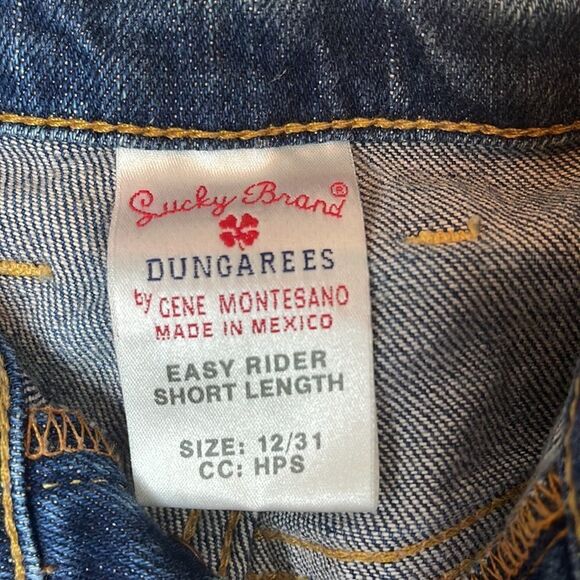 Lucky Brand®
DUNGAREES
by GENE MONTESANO
MADE IN MEXICO
EASY RIDER
SHORT LENGTH
SIZE: 12/31
CC: HPS